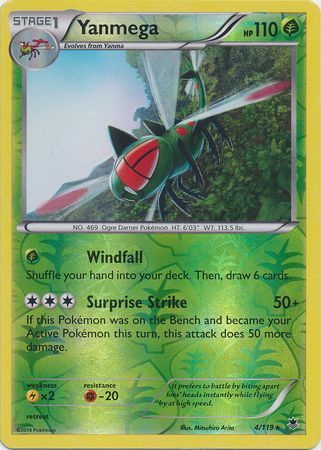 STAGE1
Yanmega
HP110
Evolves from Yanma
NO. 469 Ogre Darner Pokémon HT: 6'03" WT: 113.5 lbs.
Windfall
Shuffle your hand into your deck. Then, draw 6 cards.
Surprise Strike 50+
If this Pokémon was on the Bench and became your
Active Pokémon this turn, this attack does 50 more
damage.
weakness
×2
resistance
-20
retreat
It prefers to battle by biting apart
foes' heads instantly while flying
by at high speed.
©2014 Pokémon
Illus. Mitsuhiro Arita
4/119 ★